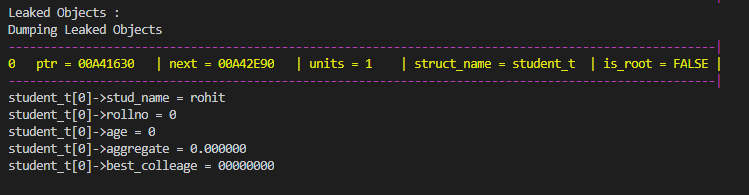 Leaked Objects :
Dumping Leaked Objects
-----------------------------------------------------------------------------------------------------|
0   ptr = 00A41630   | next = 00A42E90   | units = 1    | struct_name = student_t  | is_root = FALSE |
-----------------------------------------------------------------------------------------------------|
student_t[0]->stud_name = rohit
student_t[0]->rollno = 0
student_t[0]->age = 0
student_t[0]->aggregate = 0.000000
student_t[0]->best_colleage = 00000000